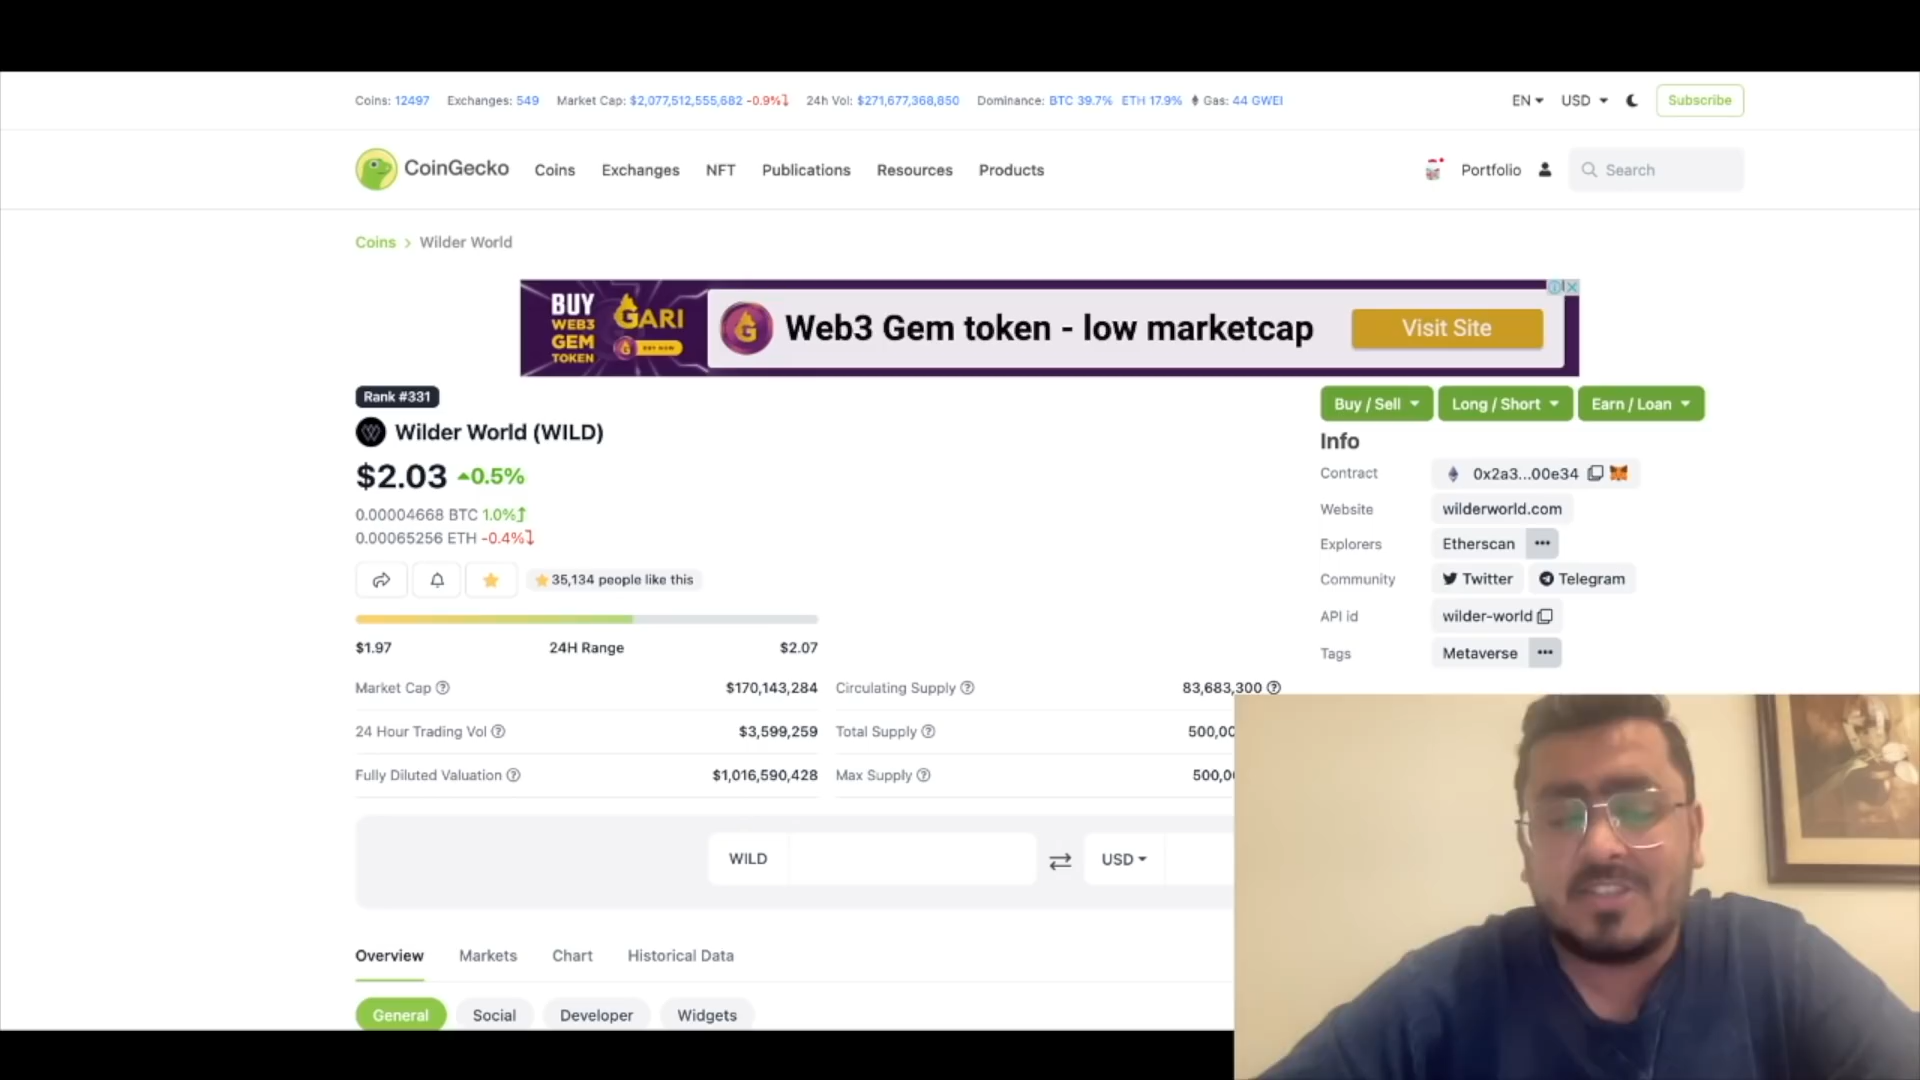 Coins: 12497 Exchanges: 549 Market Cap: $2,077,512,555,682 -0.9% 24h Vol: $271,677,368,850 Dominance: BTC 39.7% ETH 17.9% Gas: 44 GWEI EN USD Subscribe
CoinGecko Coins Exchanges NFT Publications Resources Products Portfolio Search
Coins > Wilder World
BUY
WEB3
GEM
TOKEN
GARI
BUY NOW
Web3 Gem token - low marketcap
Visit Site
Rank #331
Buy / Sell Long / Short Earn / Loan
Wilder World (WILD)
$2.03 0.5%
0.00004668 BTC 1.0%
0.00065256 ETH -0.4%
35,134 people like this
$1.97 24H Range $2.07
Market Cap $170,143,284
24 Hour Trading Vol $3,599,259
Fully Diluted Valuation $1,016,590,428
Circulating Supply 83,683,300
Total Supply 500,00
Max Supply 500,0
Info
Contract 0x2a3...00e34
Website wilderworld.com
Explorers Etherscan
Community Twitter Telegram
API id wilder-world
Tags Metaverse
WILD USD
Overview Markets Chart Historical Data
General Social Developer Widgets